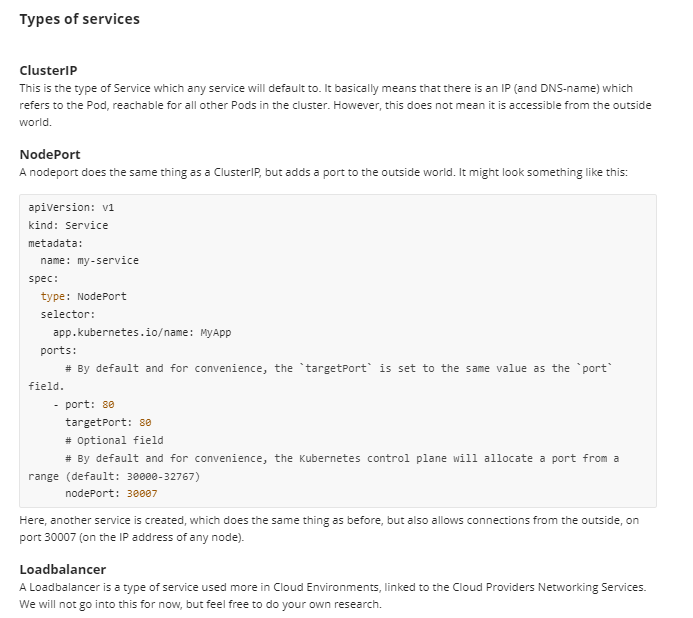 Types of services
ClusterIP
This is the type of Service which any service will default to. It basically means that there is an IP (and DNS-name) which
refers to the Pod, reachable for all other Pods in the cluster. However, this does not mean it is accessible from the outside
world.
NodePort
A nodeport does the same thing as a ClusterIP, but adds a port to the outside world. It might look something like this:
apiVersion: v1
kind: Service
metadata:
  name: my-service
spec:
  type: NodePort
  selector:
    app.kubernetes.io/name: MyApp
  ports:
      # By default and for convenience, the `targetPort` is set to the same value as the `port`
field.
    - port: 80
      targetPort: 80
      # Optional field
      # By default and for convenience, the Kubernetes control plane will allocate a port from a
range (default: 30000-32767)
      nodePort: 30007
Here, another service is created, which does the same thing as before, but also allows connections from the outside, on
port 30007 (on the IP address of any node).
Loadbalancer
A Loadbalancer is a type of service used more in Cloud Environments, linked to the Cloud Providers Networking Services.
We will not go into this for now, but feel free to do your own research.